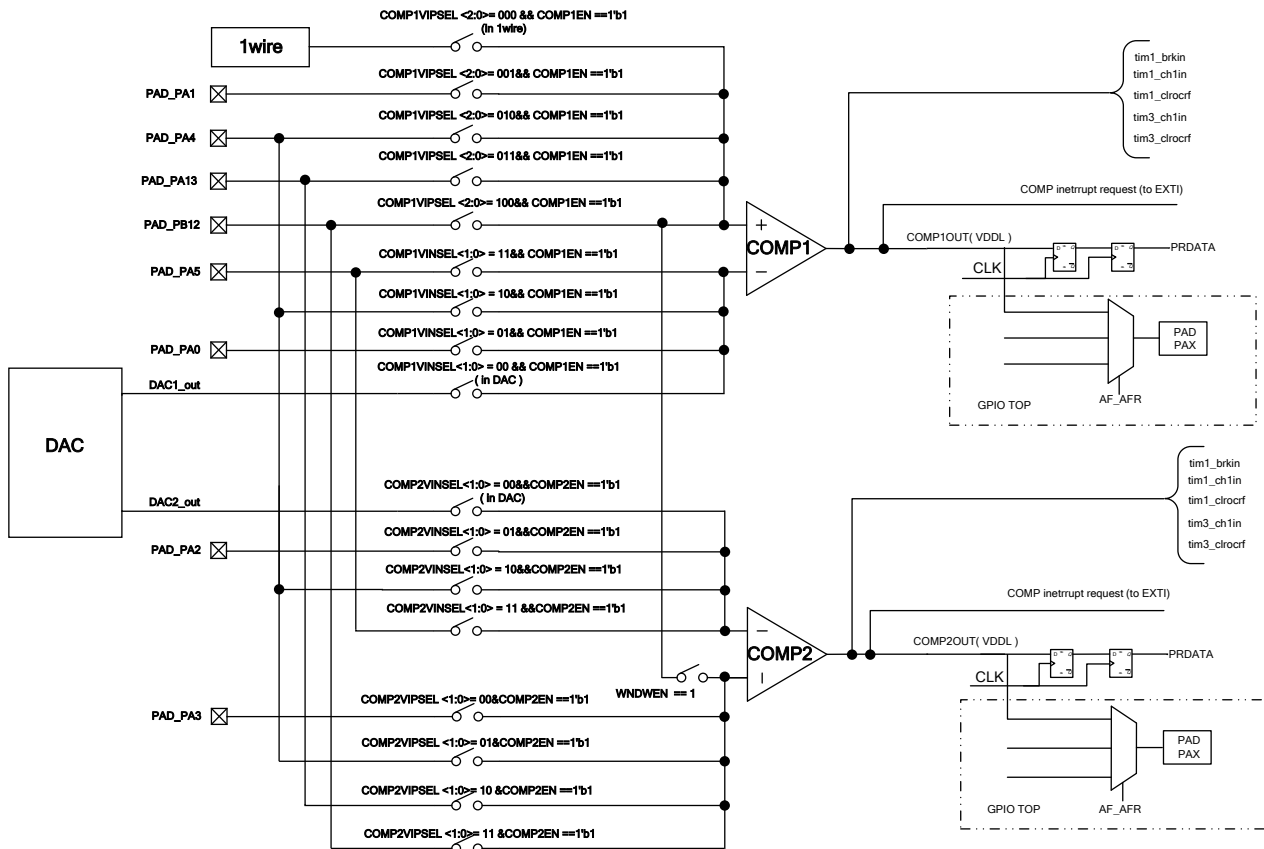 COMP1VIPSEL <2:0>= 000 && COMP1EN ==1'b1
(in 1wire)
1wire
COMP1VIPSEL <2:0>= 001&& COMP1EN ==1'b1
PAD_PA1
COMP1VIPSEL <2:0>= 010&& COMP1EN ==1'b1
PAD_PA4
COMP1VIPSEL <2:0>= 011&& COMP1EN ==1'b1
PAD_PA13
COMP1VIPSEL <2:0>= 100&& COMP1EN ==1'b1
PAD_PB12
COMP1VINSEL<1:0> = 11&& COMP1EN ==1'b1
PAD_PA5
COMP1VINSEL<1:0> = 10&& COMP1EN ==1'b1
COMP1VINSEL<1:0> = 01&& COMP1EN ==1'b1
PAD_PA0
COMP1VINSEL<1:0> = 00 && COMP1EN ==1'b1
( in DAC )
DAC1_out
DAC
COMP1
tim1_brkin
tim1_ch1in
tim1_clrocrf
tim3_ch1in
tim3_clrocrf
COMP inetrrupt request (to EXTI)
COMP1OUT( VDDL )
D Q
Q
D Q
Q
PRDATA
CLK
PAD
PAX
AF_AFR
GPIO TOP
DAC2_out
COMP2VINSEL<1:0> = 00&&COMP2EN ==1'b1
( in DAC)
COMP2VINSEL<1:0> = 01&&COMP2EN ==1'b1
PAD_PA2
COMP2VINSEL<1:0> = 10&&COMP2EN ==1'b1
COMP2VINSEL<1:0> = 11 &&COMP2EN ==1'b1
COMP2
WNDWEN == 1
COMP2VIPSEL <1:0>= 00&COMP2EN ==1'b1
PAD_PA3
COMP2VIPSEL <1:0>= 01&COMP2EN ==1'b1
COMP2VIPSEL <1:0>= 10 &COMP2EN ==1'b1
COMP2VIPSEL <1:0>= 11 &COMP2EN ==1'b1
tim1_brkin
tim1_ch1in
tim1_clrocrf
tim3_ch1in
tim3_clrocrf
COMP inetrrupt request (to EXTI)
COMP2OUT( VDDL )
D Q
Q
D Q
Q
PRDATA
CLK
PAD
PAX
AF_AFR
GPIO TOP